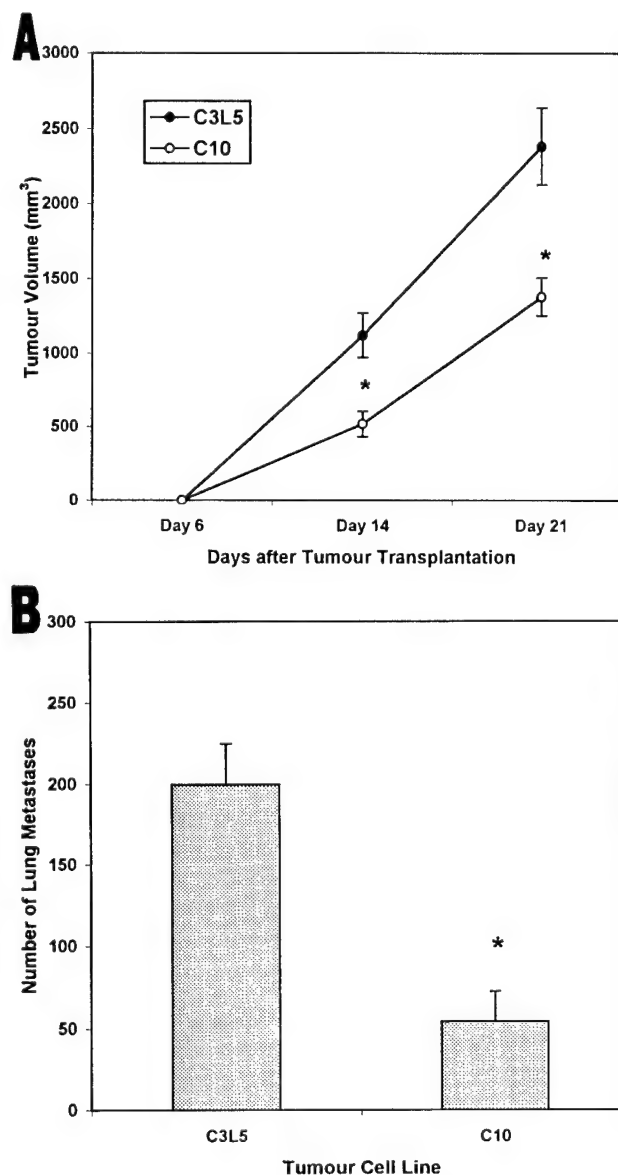 A
3000
2500
2000
1500
1000
500
0
Tumour Volume (mm³)
C3L5
C10
*
*
Day 6
Day 14
Day 21
Days after Tumour Transplantation
B
300
250
200
150
100
50
0
Number of Lung Metastases
*
C3L5
C10
Tumour Cell Line